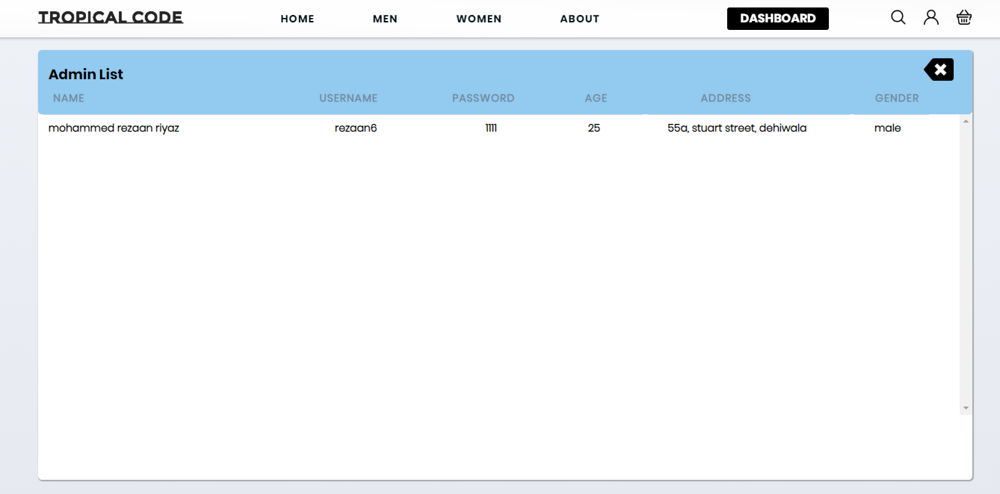 TROPICAL CODE HOME MEN WOMEN ABOUT DASHBOARD
Admin List
NAME USERNAME PASSWORD AGE ADDRESS GENDER
mohammed rezaan riyaz rezaan6 1111 25 55a, stuart street, dehiwala male